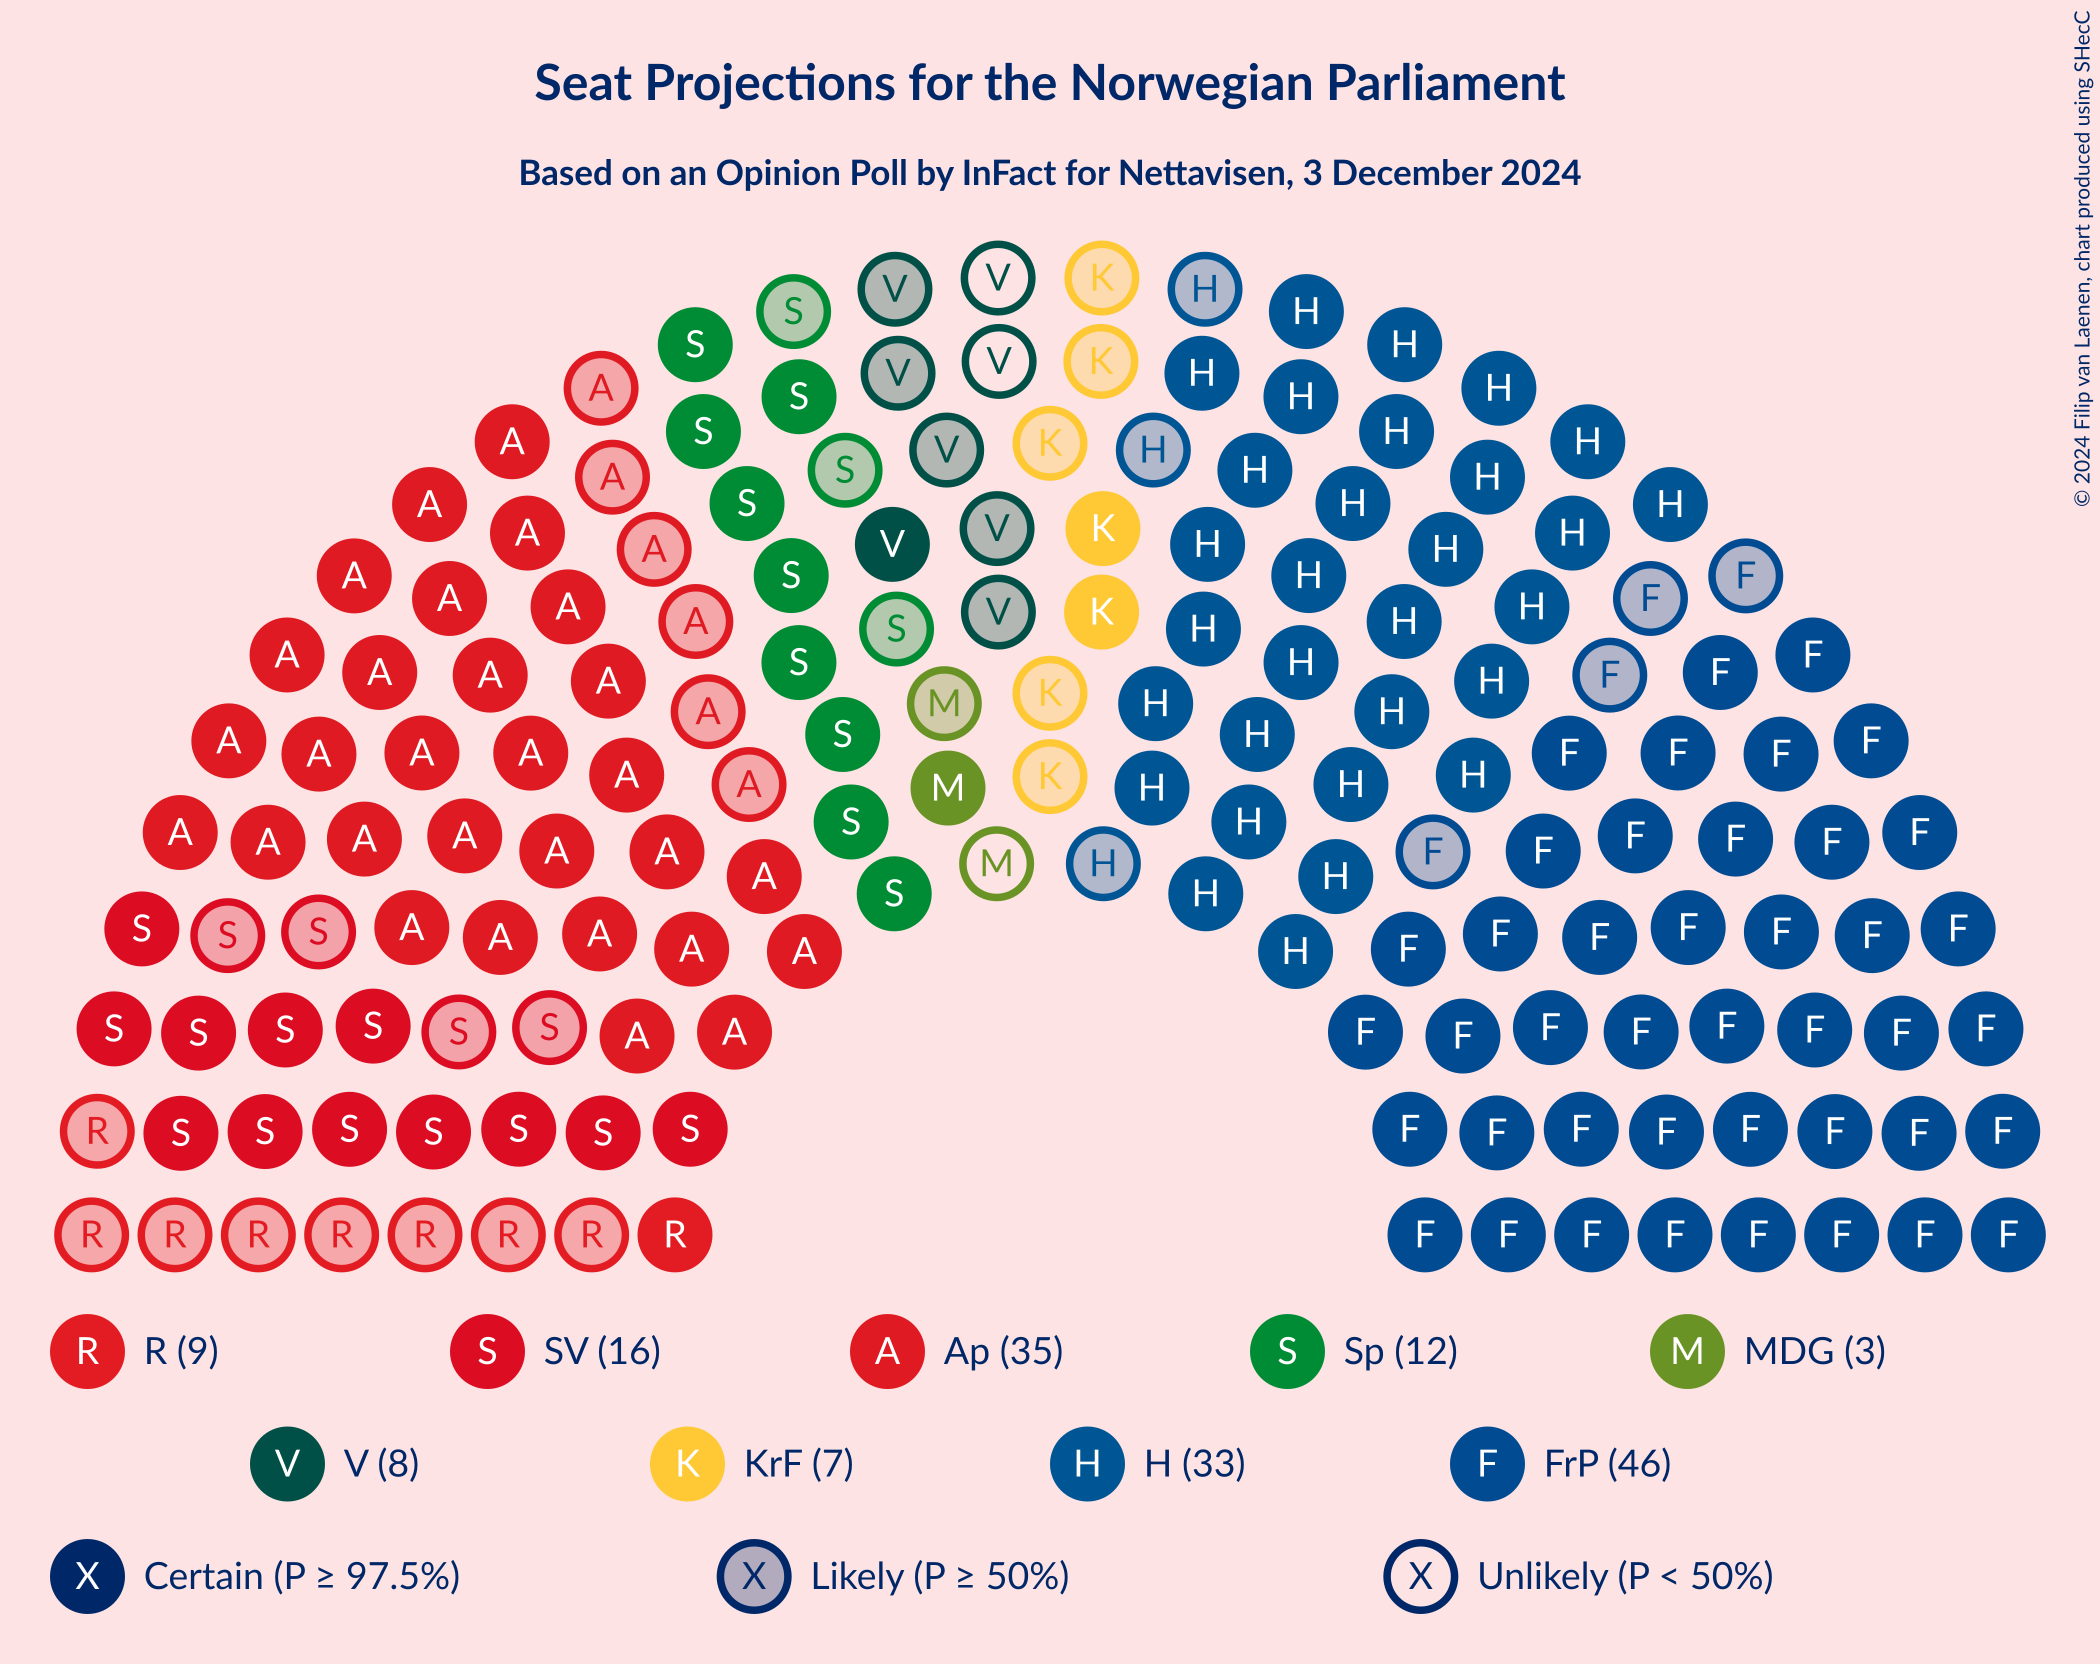 Seat Projections for the Norwegian Parliament
Based on an Opinion Poll by InFact for Nettavisen, 3 December 2024
© 2024 Filip van Laenen, chart produced using SHecC
V V K H
S H
S H
V V K H
A S H H
S H
A V K H H H
A S H
A S H H
A S H H
A V K H
A A H H
A S H F F
A A H H
A A S H H F
V K
A S H H F F
A A S H H
A A A H F
M K H
A S H H F
A A A A F F F F
A A H H
M K H
A A A A S H F F F F
A A H F F
M H
A H
S H
S S S A A A A F F F F F F
A A H F
S S S S S S A A F F F F F F F F
R S S S S S S S F F F F F F F F
R R R R R R R R F F F F F F F F
R R (9) S SV (16) A Ap (35) S Sp (12) M MDG (3)
V V (8) K KrF (7) H H (33) F FrP (46)
X Certain (P ≥ 97.5%) X Likely (P ≥ 50%) X Unlikely (P < 50%)